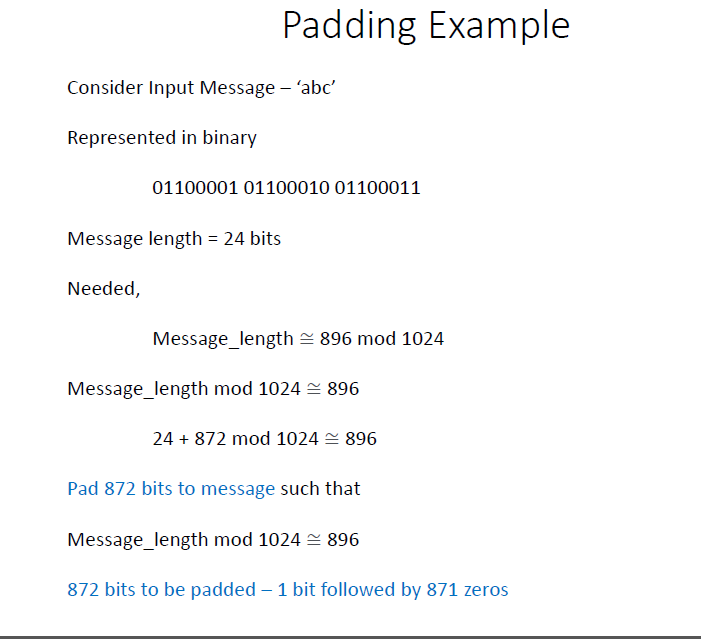 Padding Example
Consider Input Message – ‘abc’
Represented in binary
01100001 01100010 01100011
Message length = 24 bits
Needed,
Message_length ≅ 896 mod 1024
Message_length mod 1024 ≅ 896
24 + 872 mod 1024 ≅ 896
Pad 872 bits to message such that
Message_length mod 1024 ≅ 896
872 bits to be padded – 1 bit followed by 871 zeros